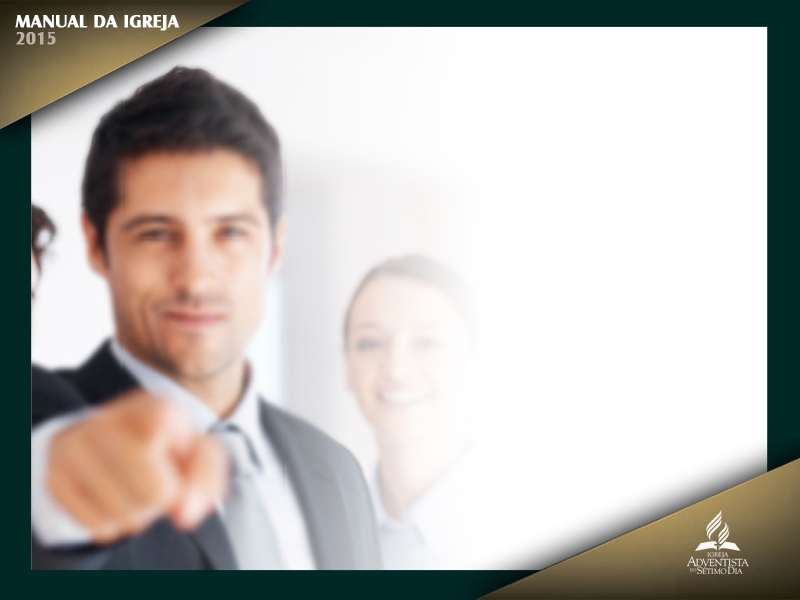 MANUAL DA IGREJA
2015
IGREJA
ADVENTISTA
DO SÉTIMO DIA